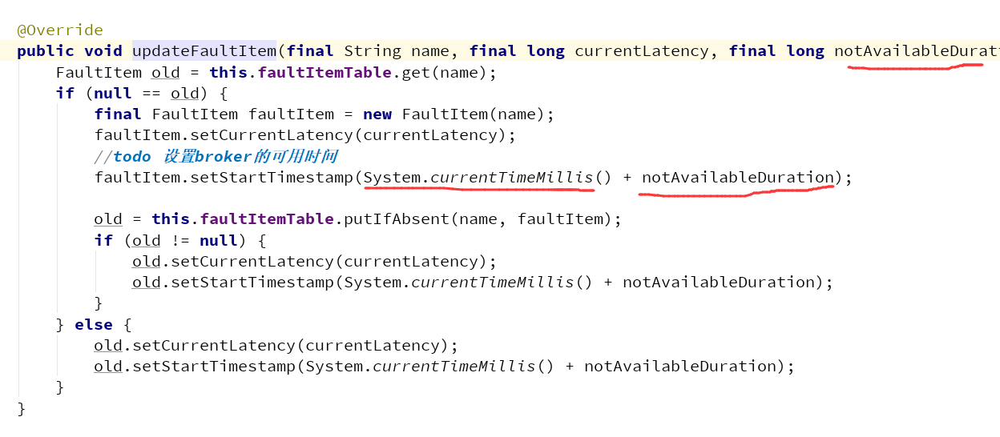 @Override
public void updateFaultItem(final String name, final long currentLatency, final long notAvailableDurati
FaultItem old = this.faultItemTable.get(name);
if (null == old) {
final FaultItem faultItem = new FaultItem(name);
faultItem.setCurrentLatency(currentLatency);
//todo 设置broker的可用时间
faultItem.setStartTimestamp(System.currentTimeMillis() + notAvailableDuration);
old = this.faultItemTable.putIfAbsent(name, faultItem);
if (old != null) {
old.setCurrentLatency(currentLatency);
old.setStartTimestamp(System.currentTimeMillis() + notAvailableDuration);
}
} else {
old.setCurrentLatency(currentLatency);
old.setStartTimestamp(System.currentTimeMillis() + notAvailableDuration);
}
}